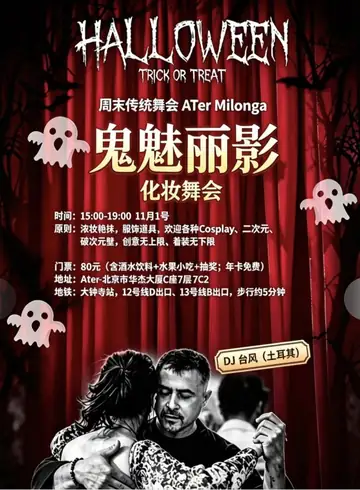 HALLOWEEN
TRICK OR TREAT
周末传统舞会 ATer Milonga
鬼魅丽影
化妆舞会
时间：15:00-19:00 11月1号
原则：浓妆艳抹，服饰道具，欢迎各种Cosplay、二次元、
破次元壁，创意无上限、着装无下限
门票：80元（含酒水饮料+水果小吃+抽奖；年卡免费）
地址：Ater-北京市华杰大厦C座7层7C2
地铁：大钟寺站，12号线D出口、13号线B出口，步行约5分钟
DJ 台风（土耳其）